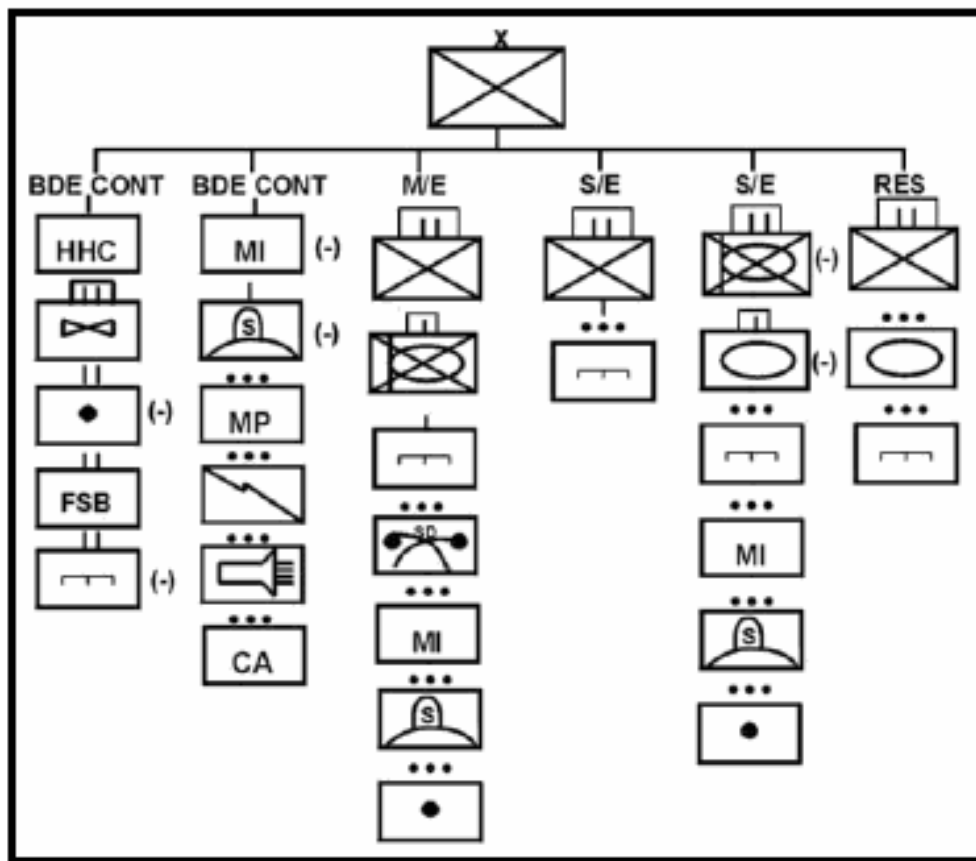 X
BDE CONT BDE CONT M/E S/E S/E RES
HHC
(-)
FSB
(-)
MI (-)
S (-)
MP
CA
SD
MI
S
(-)
(-)
MI
S